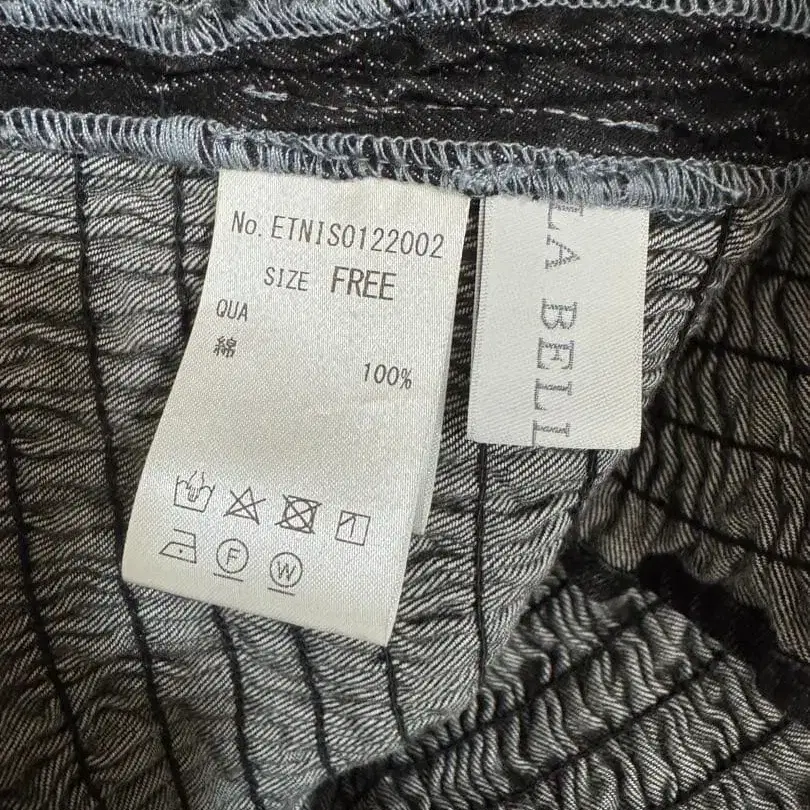 No. ETNIS0122002
SIZE FREE
QUA
綿
100%
F W
LA BELL